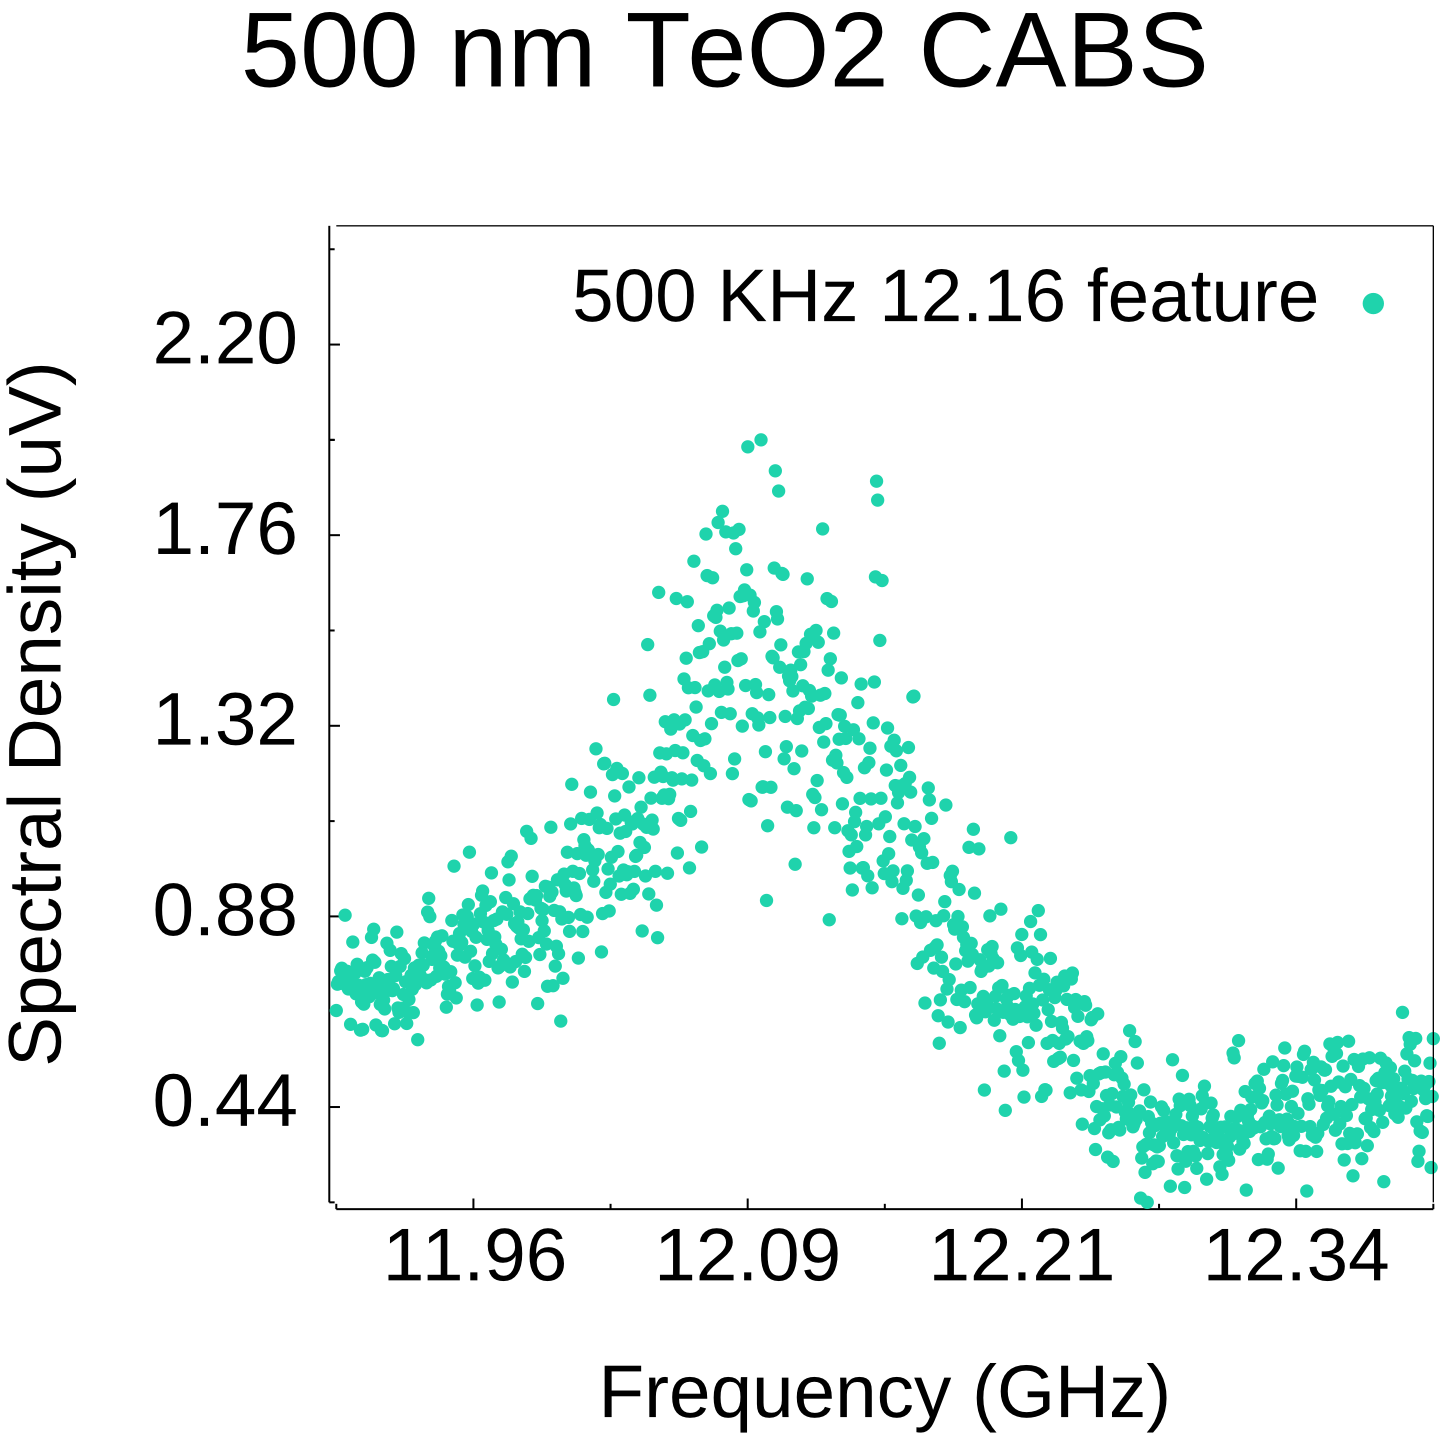 500 nm TeO2 CABS
500 KHz 12.16 feature
Spectral Density (uV)
2.20
1.76
1.32
0.88
0.44
11.96 12.09 12.21 12.34
Frequency (GHz)